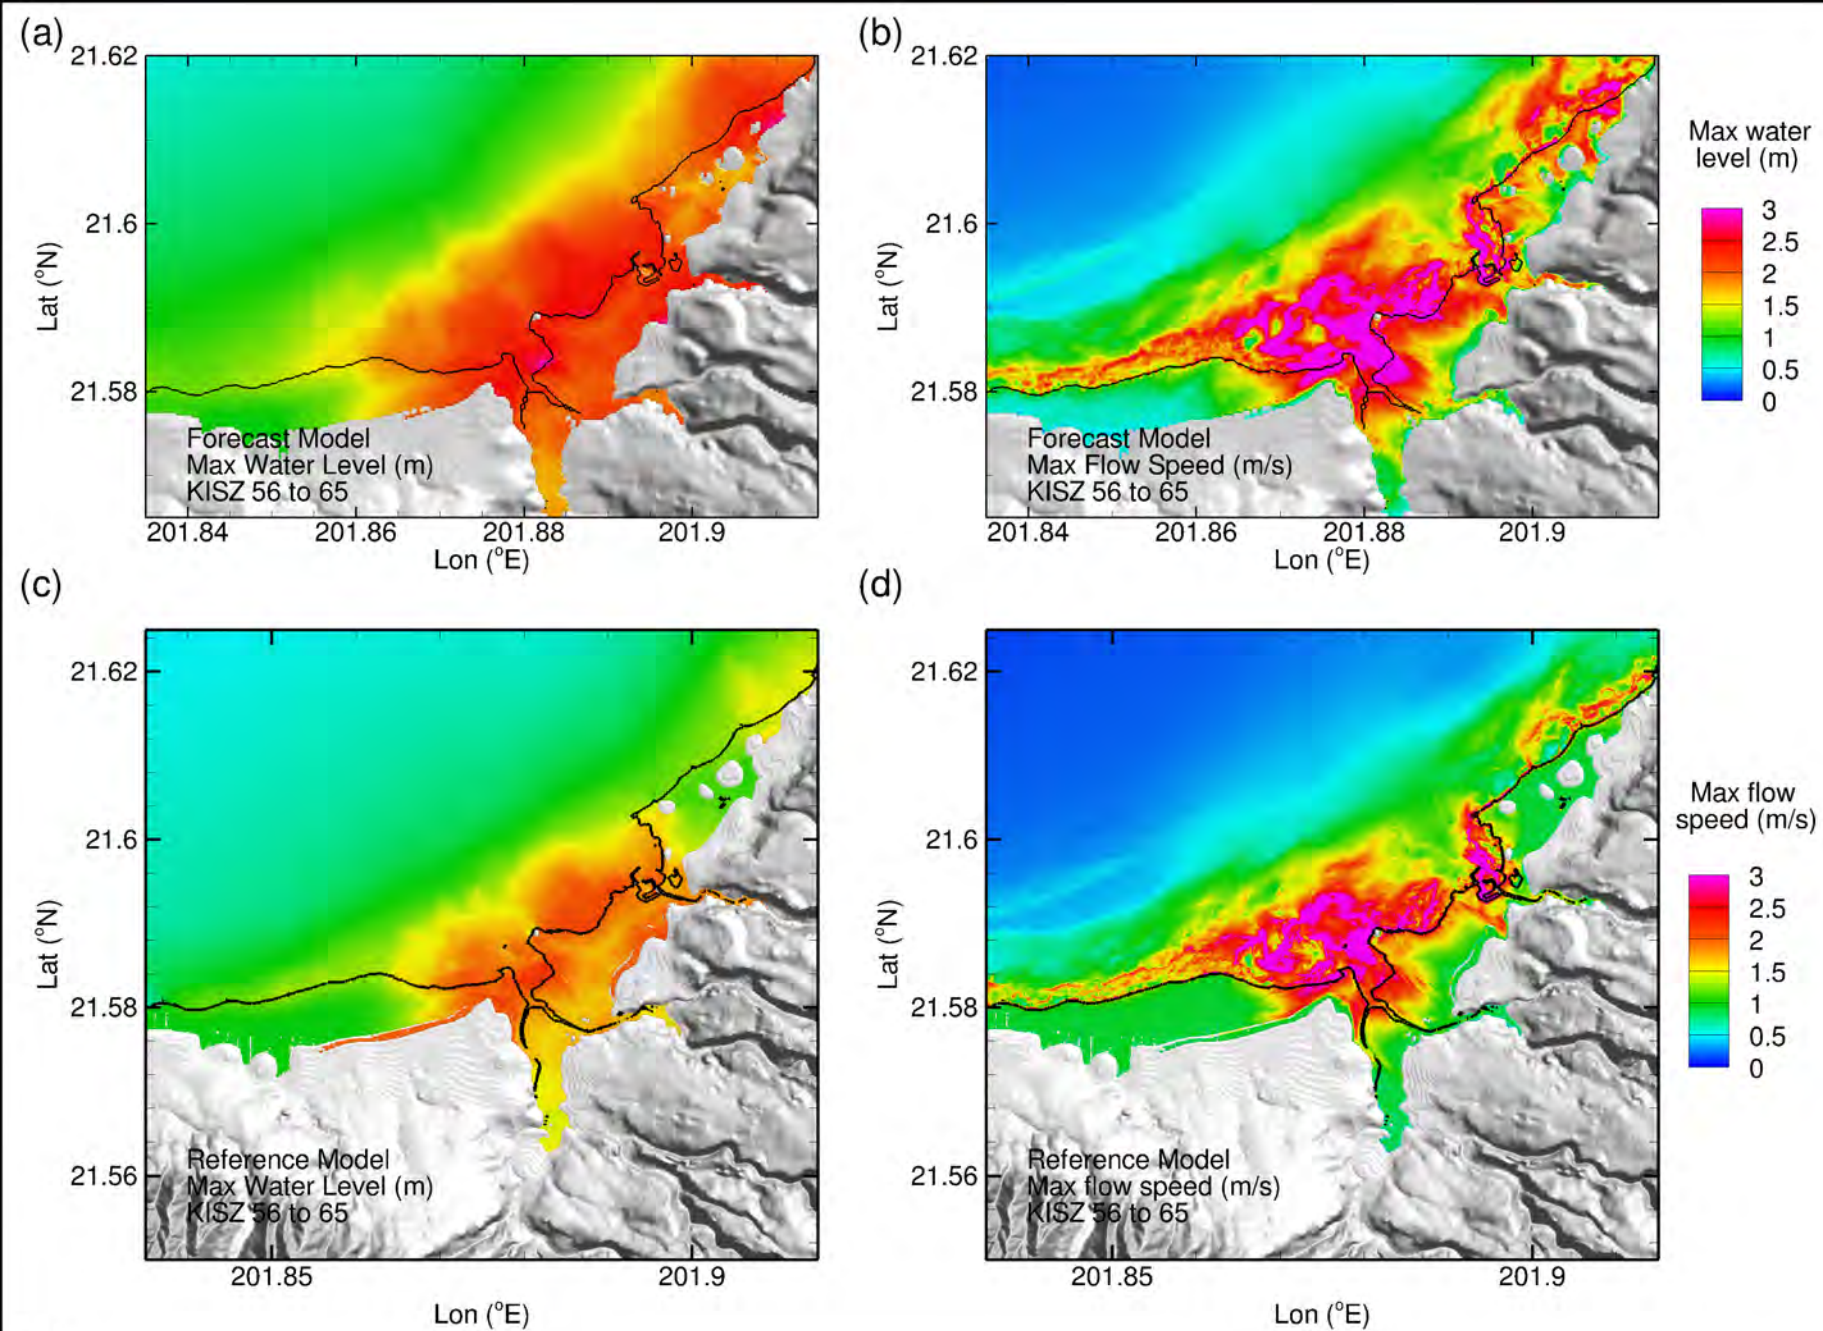 (a)
(b)
21.62
21.6
21.58
Lat (°N)
Forecast Model
Max Water Level (m)
KISZ 56 to 65
201.84
201.86
201.88
201.9
Lon (°E)
21.62
21.6
21.58
Lat (°N)
Forecast Model
Max Flow Speed (m/s)
KISZ 56 to 65
201.84
201.86
201.88
201.9
Lon (°E)
Max water
level (m)
3
2.5
2
1.5
1
0.5
0
(c)
(d)
21.62
21.6
21.58
21.56
Lat (°N)
Reference Model
Max Water Level (m)
KISZ 56 to 65
201.85
201.9
Lon (°E)
21.62
21.6
21.58
21.56
Lat (°N)
Reference Model
Max flow speed (m/s)
KISZ 56 to 65
201.85
201.9
Lon (°E)
Max flow
speed (m/s)
3
2.5
2
1.5
1
0.5
0